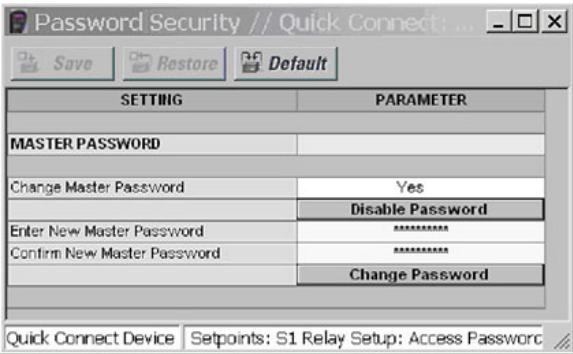 Password Security // Quick Connect: ...
Save Restore Default
SETTING PARAMETER
MASTER PASSWORD
Change Master Password Yes
Disable Password
Enter New Master Password **********
Confirm New Master Password **********
Change Password
Quick Connect Device Setpoints: S1 Relay Setup: Access Passworc